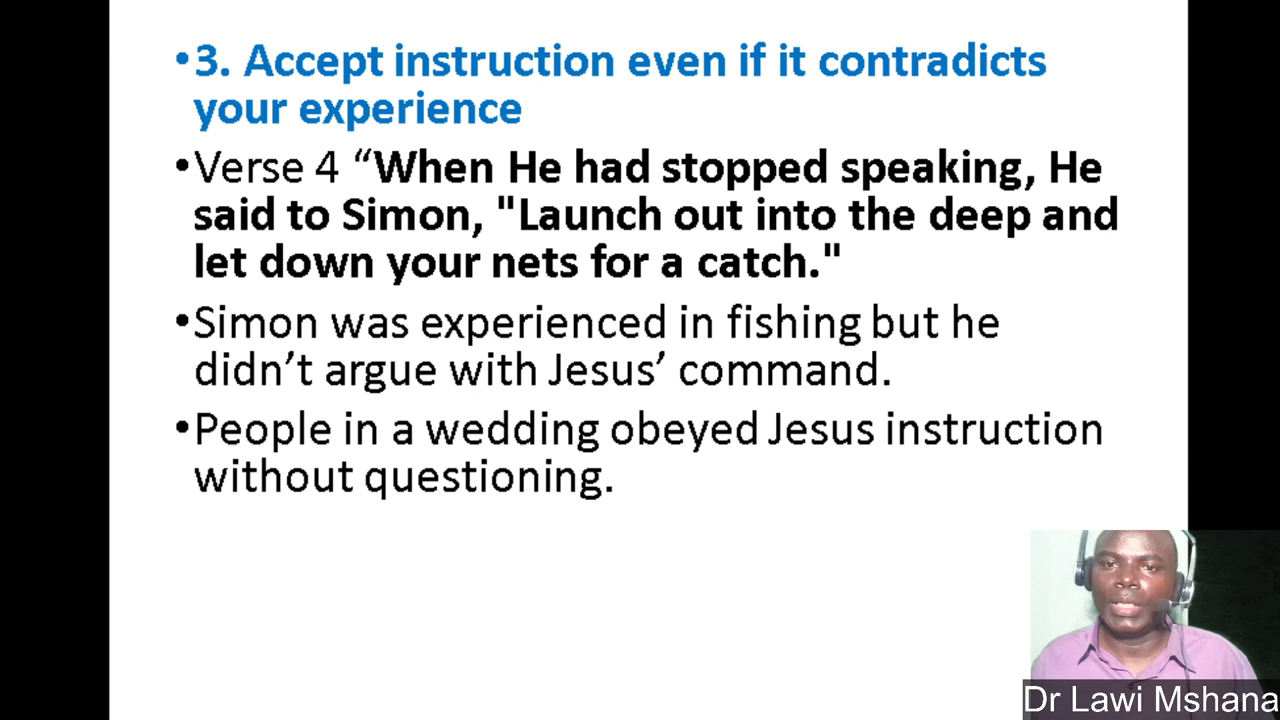 •3. Accept instruction even if it contradicts
your experience
•Verse 4 “When He had stopped speaking, He
said to Simon, "Launch out into the deep and
let down your nets for a catch."
•Simon was experienced in fishing but he
didn’t argue with Jesus’ command.
•People in a wedding obeyed Jesus instruction
without questioning.
Dr Lawi Mshana